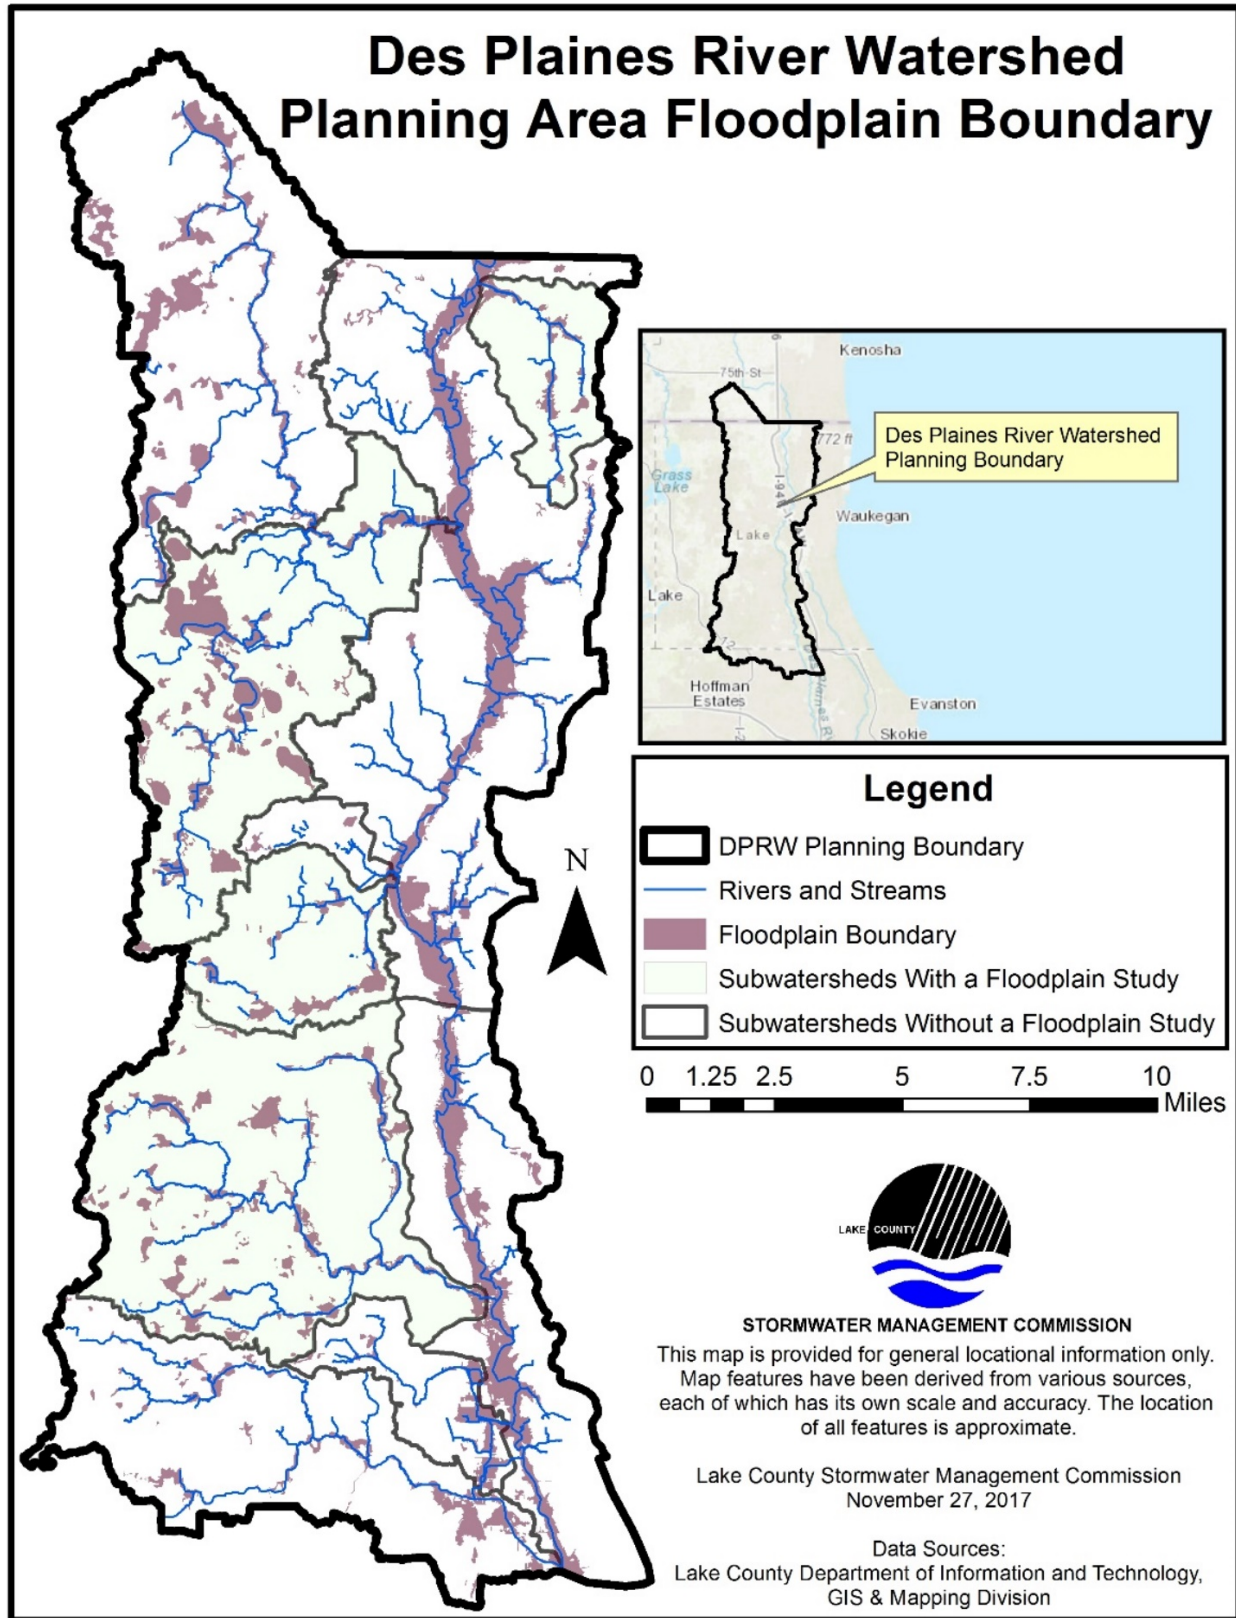 Des Plaines River Watershed
Planning Area Floodplain Boundary
Kenosha
75th-St
Des Plaines River Watershed
Planning Boundary
772 ft
Grass
Lake
I-94
Waukegan
Lake
Lake
12
Hoffman
Estates
Evanston
Skokie
Legend
DPRW Planning Boundary
N
Rivers and Streams
Floodplain Boundary
Subwatersheds With a Floodplain Study
Subwatersheds Without a Floodplain Study
0 1.25 2.5 5 7.5 10
Miles
LAKE COUNTY
STORMWATER MANAGEMENT COMMISSION
This map is provided for general locational information only.
Map features have been derived from various sources,
each of which has its own scale and accuracy. The location
of all features is approximate.
Lake County Stormwater Management Commission
November 27, 2017
Data Sources:
Lake County Department of Information and Technology,
GIS & Mapping Division